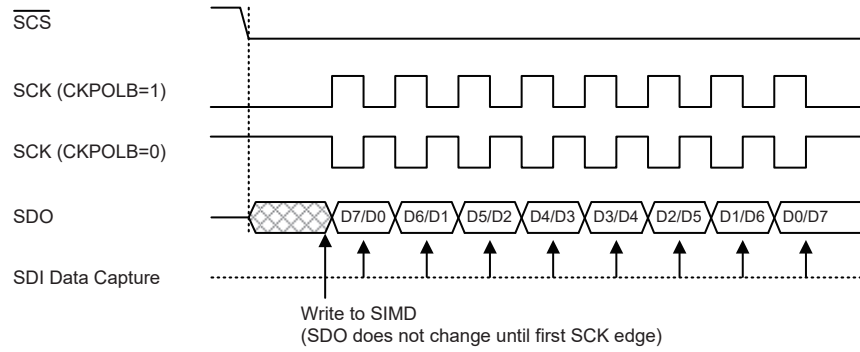 SCS
SCK (CKPOLB=1)
SCK (CKPOLB=0)
SDO
D7/D0 D6/D1 D5/D2 D4/D3 D3/D4 D2/D5 D1/D6 D0/D7
SDI Data Capture
Write to SIMD
(SDO does not change until first SCK edge)